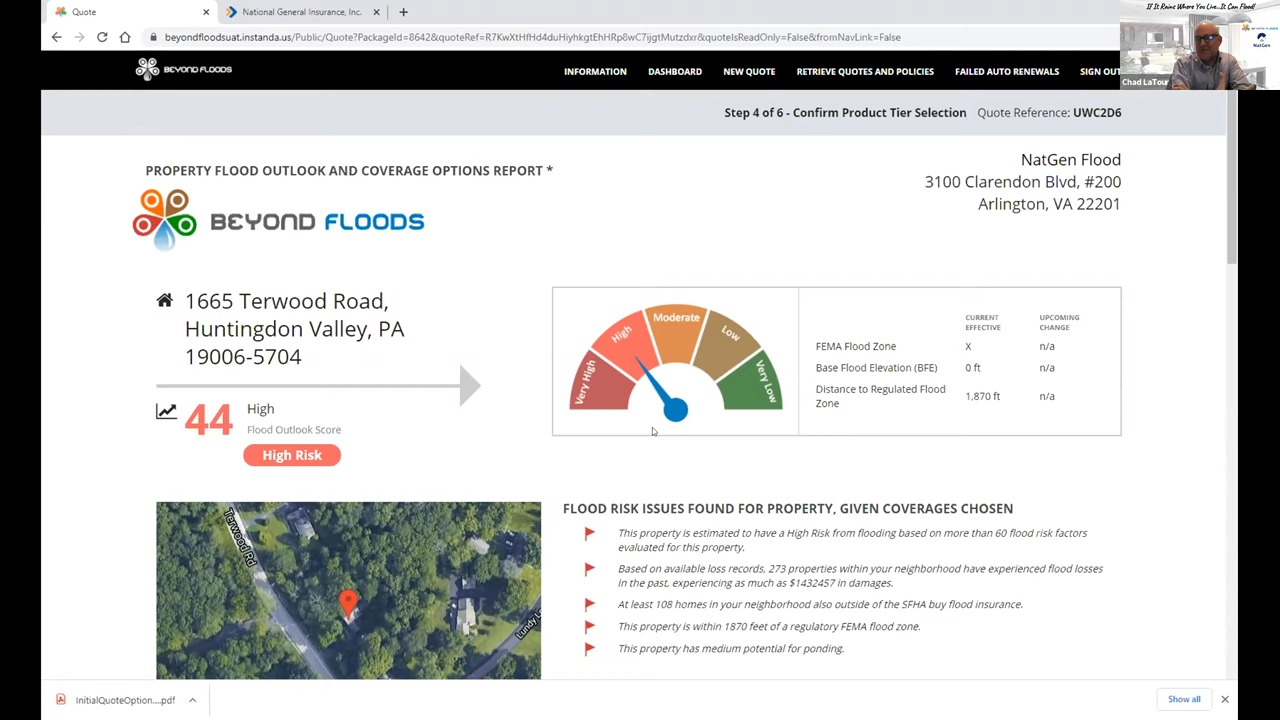 Quote
National General Insurance, Inc.
beyondfloodsuat.instanda.us/Public/Quote?PackageId=8642&quoteRef=R7KwXtHfHd4duHyhkgtEhHRp8wC7ijgtMutzdxr&quoteIsReadOnly=False&fromNavLink=False
If It Rains Where You Live...It Can Flood!
NatGen
Chad LaTour
BEYOND FLOODS
INFORMATION
DASHBOARD
NEW QUOTE
RETRIEVE QUOTES AND POLICIES
FAILED AUTO RENEWALS
SIGN OUT
Step 4 of 6 - Confirm Product Tier Selection Quote Reference: UWC2D6
PROPERTY FLOOD OUTLOOK AND COVERAGE OPTIONS REPORT *
BEYOND FLOODS
NatGen Flood
3100 Clarendon Blvd, #200
Arlington, VA 22201
1665 Terwood Road,
Huntingdon Valley, PA
19006-5704
44
High
Flood Outlook Score
High Risk
Very High
High
Moderate
Low
Very Low
CURRENT EFFECTIVE
UPCOMING CHANGE
FEMA Flood Zone X n/a
Base Flood Elevation (BFE) 0 ft n/a
Distance to Regulated Flood
Zone 1,870 ft n/a
Terwood Rd
FLOOD RISK ISSUES FOUND FOR PROPERTY, GIVEN COVERAGES CHOSEN
This property is estimated to have a High Risk from flooding based on more than 60 flood risk factors
evaluated for this property.
Based on available loss records, 273 properties within your neighborhood have experienced flood losses
in the past, experiencing as much as $1432457 in damages.
At least 108 homes in your neighborhood also outside of the SFHA buy flood insurance.
This property is within 1870 feet of a regulatory FEMA flood zone.
This property has medium potential for ponding.
InitialQuoteOption....pdf
Show all